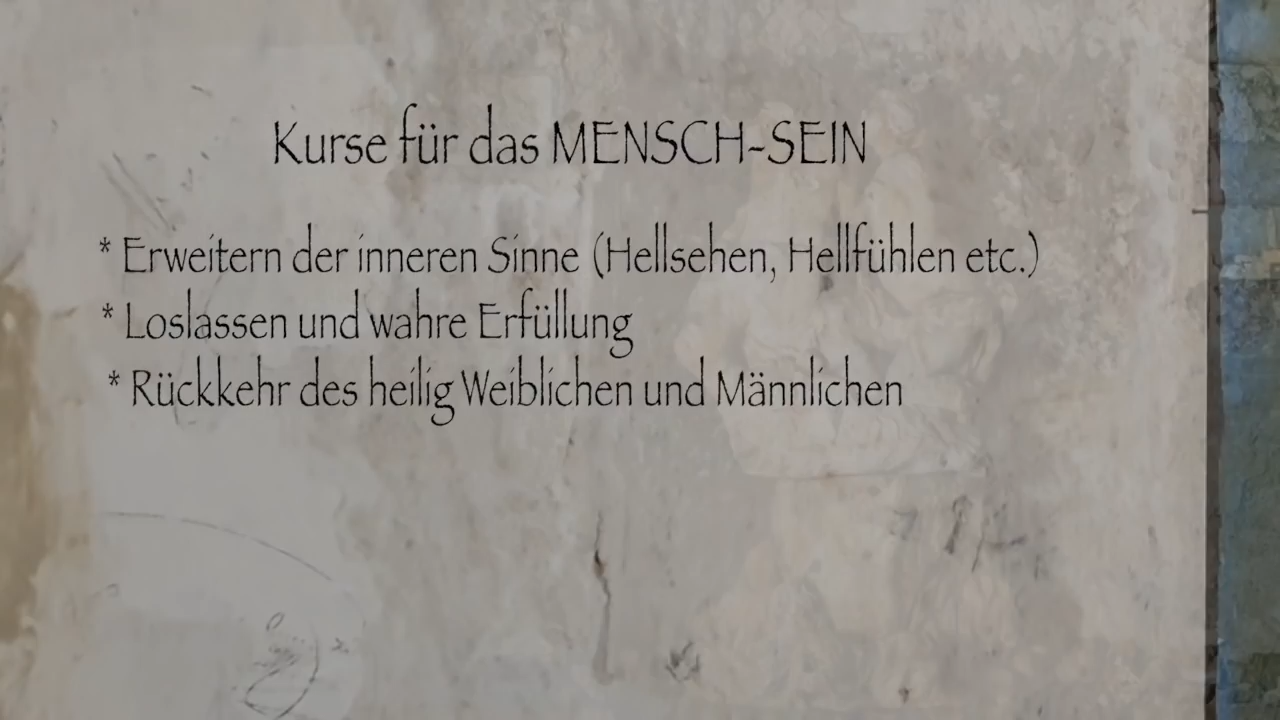 Kurse für das MENSCH-SEIN
* Erweitern der inneren Sinne (Hellsehen, Hellfühlen etc.)
* Loslassen und wahre Erfüllung
* Rückkehr des heilig Weiblichen und Männlichen